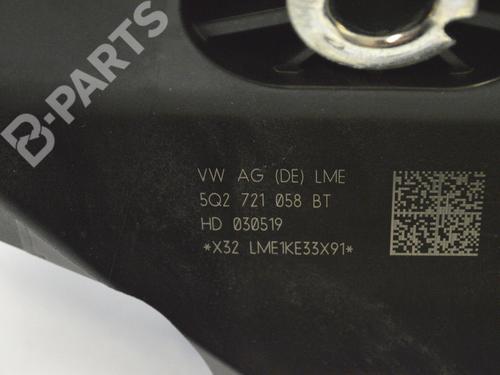 B-PARTS
VW AG (DE) LME
5Q2 721 058 BT
HD 030519
*X32 LME1KE33X91*